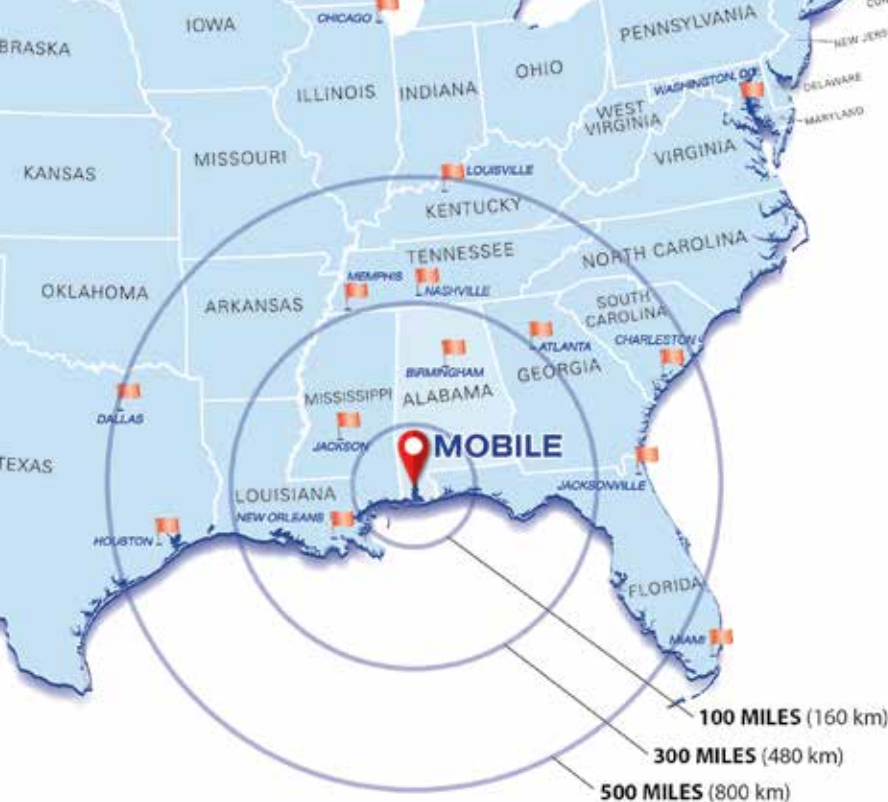 IOWA
CHICAGO
BRASKA
ILLINOIS
INDIANA
OHIO
PENNSYLVANIA
NEW JERS
WASHINGTON, DC
DELAWARE
MARYLAND
WEST
VIRGINIA
VIRGINIA
KANSAS
MISSOURI
LOUISVILLE
KENTUCKY
TENNESSEE
NORTH CAROLINA
OKLAHOMA
ARKANSAS
MEMPHIS
NASHVILLE
SOUTH
CAROLINA
CHARLESTON
ATLANTA
GEORGIA
BIRMINGHAM
ALABAMA
MISSISSIPPI
JACKSON
DALLAS
MOBILE
TEXAS
LOUISIANA
NEW ORLEANS
JACKSONVILLE
HOUSTON
FLORIDA
MIAMI
100 MILES (160 km)
300 MILES (480 km)
500 MILES (800 km)